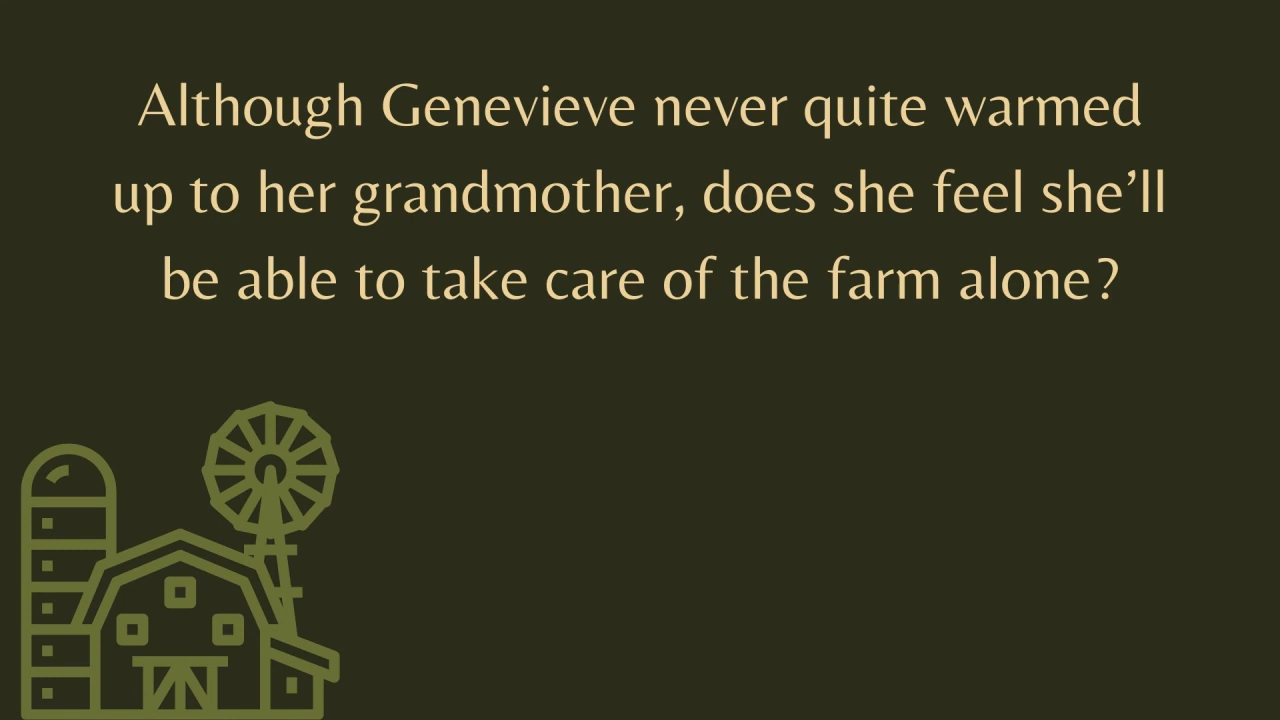 Although Genevieve never quite warmed
up to her grandmother, does she feel she’ll
be able to take care of the farm alone?